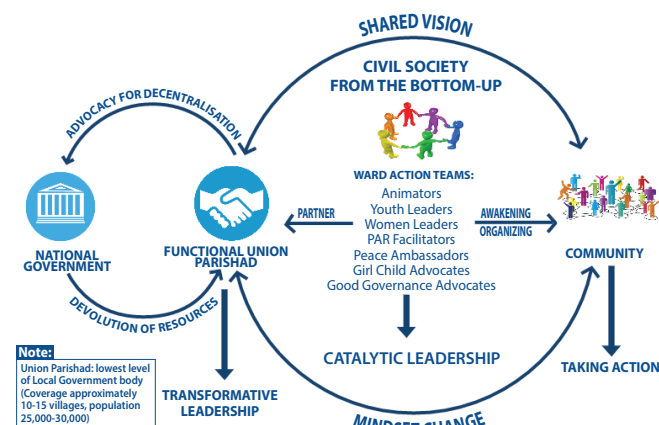 SHARED VISION
CIVIL SOCIETY
FROM THE BOTTOM-UP
ADVOCACY FOR DECENTRALISATION
WARD ACTION TEAMS:
Animators
Youth Leaders
Women Leaders
PAR Facilitators
Peace Ambassadors
Girl Child Advocates
Good Governance Advocates
PARTNER
AWAKENING
ORGANIZING
NATIONAL
GOVERNMENT
FUNCTIONAL UNION
PARISHAD
COMMUNITY
DEVOLUTION OF RESOURCES
CATALYTIC LEADERSHIP
TAKING ACTION
TRANSFORMATIVE
LEADERSHIP
Note:
Union Parishad: lowest level
of Local Government body
(Coverage approximately
10-15 villages, population
25,000-30,000)
MINDSET CHANGE